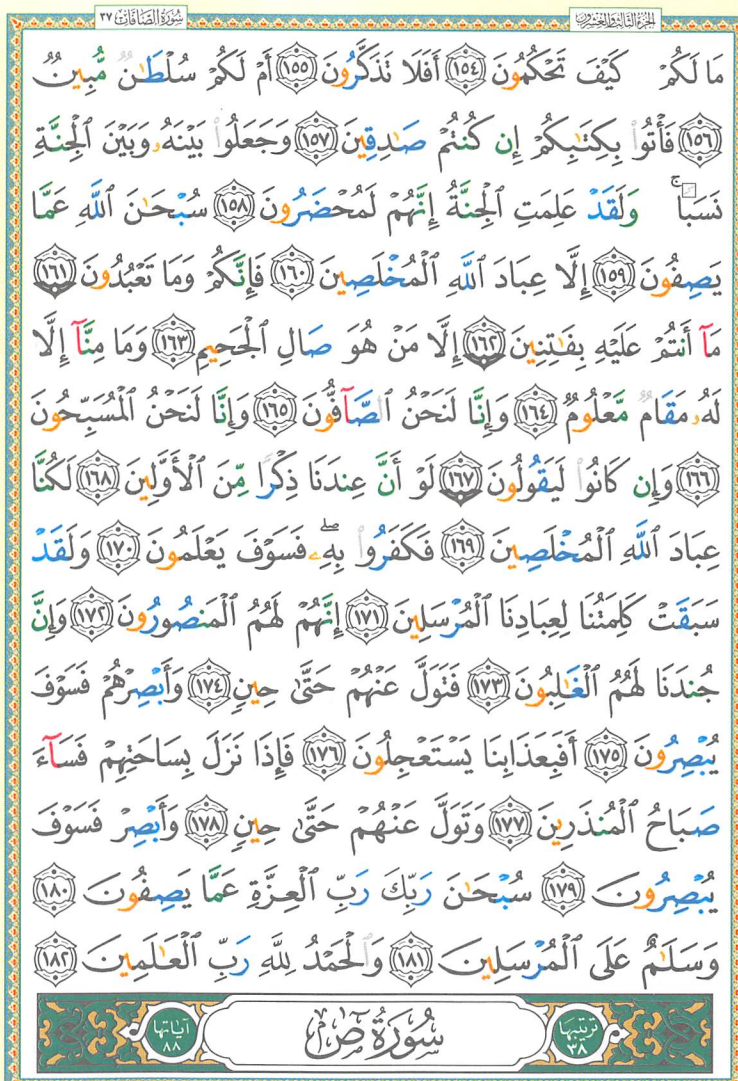 الجزء الثالث والعشرون
سورة الصافات ٣٧
مَا لَكُمْ كَيْفَ تَحْكُمُونَ ١٥٤ أَفَلَا تَذَكَّرُونَ ١٥٥ أَمْ لَكُمْ سُلْطَٰنٌ مُّبِينٌ
١٥٦ فَأْتُوا۟ بِكِتَٰبِكُمْ إِن كُنتُمْ صَٰدِقِينَ ١٥٧ وَجَعَلُوا۟ بَيْنَهُۥ وَبَيْنَ ٱلْجِنَّةِ
نَسَبًا ۚ وَلَقَدْ عَلِمَتِ ٱلْجِنَّةُ إِنَّهُمْ لَمُحْضَرُونَ ١٥٨ سُبْحَٰنَ ٱللَّهِ عَمَّا
يَصِفُونَ ١٥٩ إِلَّا عِبَادَ ٱللَّهِ ٱلْمُخْلَصِينَ ١٦٠ فَإِنَّكُمْ وَمَا تَعْبُدُونَ ١٦١
مَآ أَنتُمْ عَلَيْهِ بِفَٰتِنِينَ ١٦٢ إِلَّا مَنْ هُوَ صَالِ ٱلْجَحِيمِ ١٦٣ وَمَا مِنَّآ إِلَّا
لَهُۥ مَقَامٌ مَّعْلُومٌ ١٦٤ وَإِنَّا لَنَحْنُ ٱلصَّآفُّونَ ١٦٥ وَإِنَّا لَنَحْنُ ٱلْمُسَبِّحُونَ
١٦٦ وَإِن كَانُوا۟ لَيَقُولُونَ ١٦٧ لَوْ أَنَّ عِندَنَا ذِكْرًا مِّنَ ٱلْأَوَّلِينَ ١٦٨ لَكُنَّا
عِبَادَ ٱللَّهِ ٱلْمُخْلَصِينَ ١٦٩ فَكَفَرُوا۟ بِهِۦ ۖ فَسَوْفَ يَعْلَمُونَ ١٧٠ وَلَقَدْ
سَبَقَتْ كَلِمَتُنَا لِعِبَادِنَا ٱلْمُرْسَلِينَ ١٧١ إِنَّهُمْ لَهُمُ ٱلْمَنصُورُونَ ١٧٢ وَإِنَّ
جُندَنَا لَهُمُ ٱلْغَٰلِبُونَ ١٧٣ فَتَوَلَّ عَنْهُمْ حَتَّىٰ حِينٍ ١٧٤ وَأَبْصِرْهُمْ فَسَوْفَ
يُبْصِرُونَ ١٧٥ أَفَبِعَذَابِنَا يَسْتَعْجِلُونَ ١٧٦ فَإِذَا نَزَلَ بِسَاحَتِهِمْ فَسَآءَ
صَبَاحُ ٱلْمُنذَرِينَ ١٧٧ وَتَوَلَّ عَنْهُمْ حَتَّىٰ حِينٍ ١٧٨ وَأَبْصِرْ فَسَوْفَ
يُبْصِرُونَ ١٧٩ سُبْحَٰنَ رَبِّكَ رَبِّ ٱلْعِزَّةِ عَمَّا يَصِفُونَ ١٨٠
وَسَلَٰمٌ عَلَى ٱلْمُرْسَلِينَ ١٨١ وَٱلْحَمْدُ لِلَّهِ رَبِّ ٱلْعَٰلَمِينَ ١٨٢
ترتيبها ٣٨
سُورَةُ صٓ
آياتها ٨٨